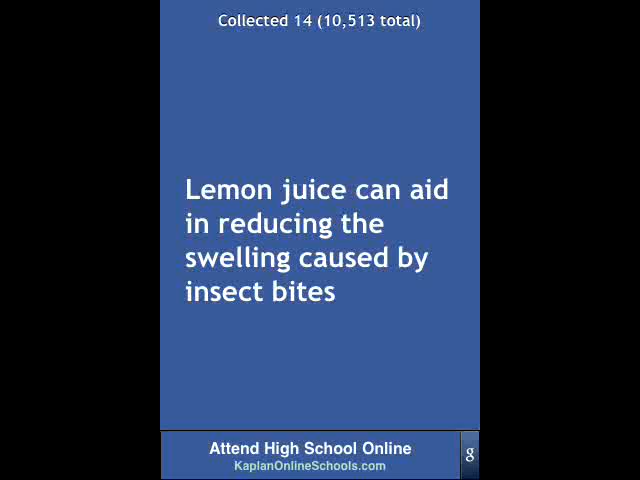 Collected 14 (10,513 total)
Lemon juice can aid
in reducing the
swelling caused by
insect bites
Attend High School Online
KaplanOnlineSchools.com
g